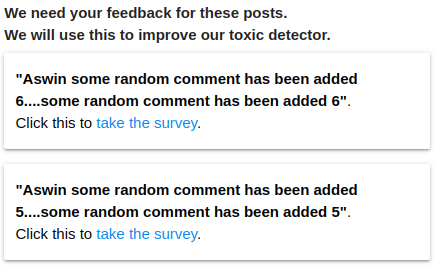 We need your feedback for these posts.
We will use this to improve our toxic detector.
"Aswin some random comment has been added
6....some random comment has been added 6".
Click this to take the survey.
"Aswin some random comment has been added
5....some random comment has been added 5".
Click this to take the survey.